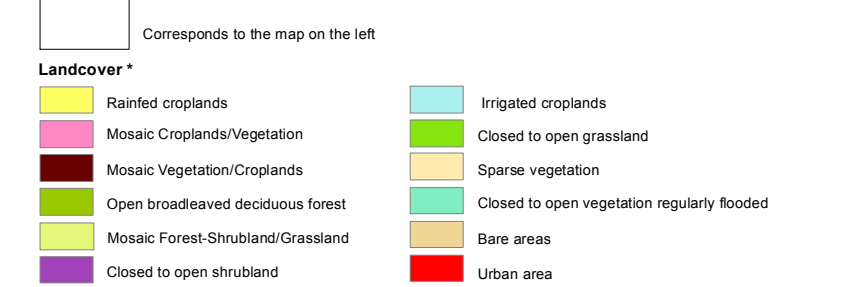 Corresponds to the map on the left
Landcover *
Rainfed croplands
Mosaic Croplands/Vegetation
Mosaic Vegetation/Croplands
Open broadleaved deciduous forest
Mosaic Forest-Shrubland/Grassland
Closed to open shrubland
Irrigated croplands
Closed to open grassland
Sparse vegetation
Closed to open vegetation regularly flooded
Bare areas
Urban area